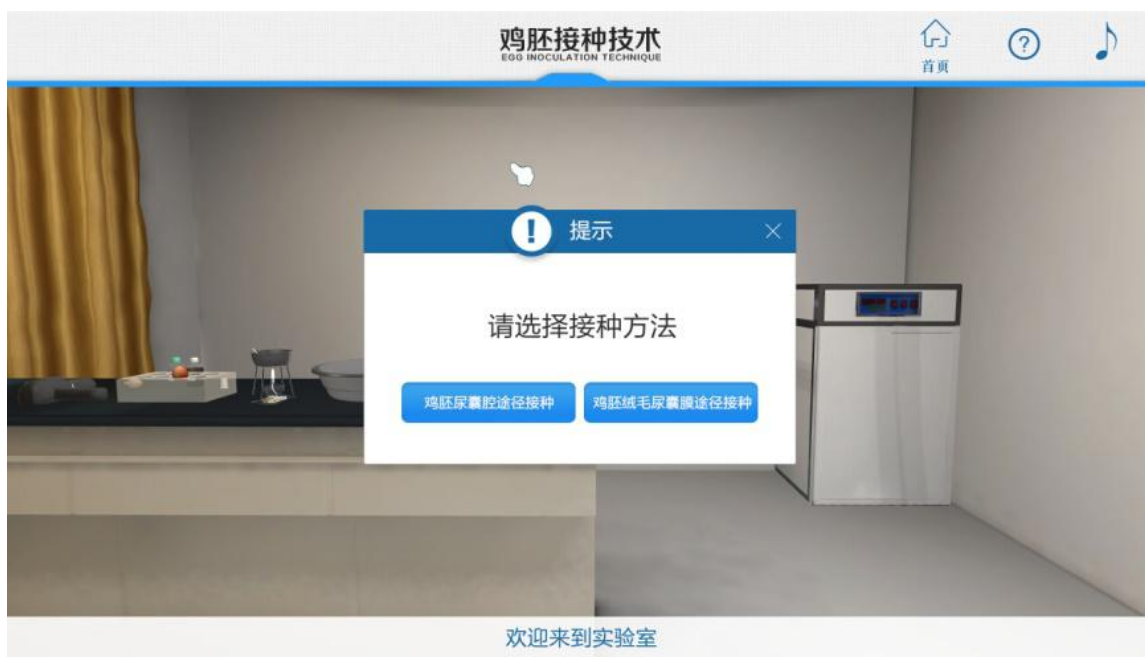 鸡胚接种技术
EGG INOCULATION TECHNIQUE
首页
?
!
提示
请选择接种方法
鸡胚尿囊腔途径接种
鸡胚绒毛尿囊膜途径接种
欢迎来到实验室